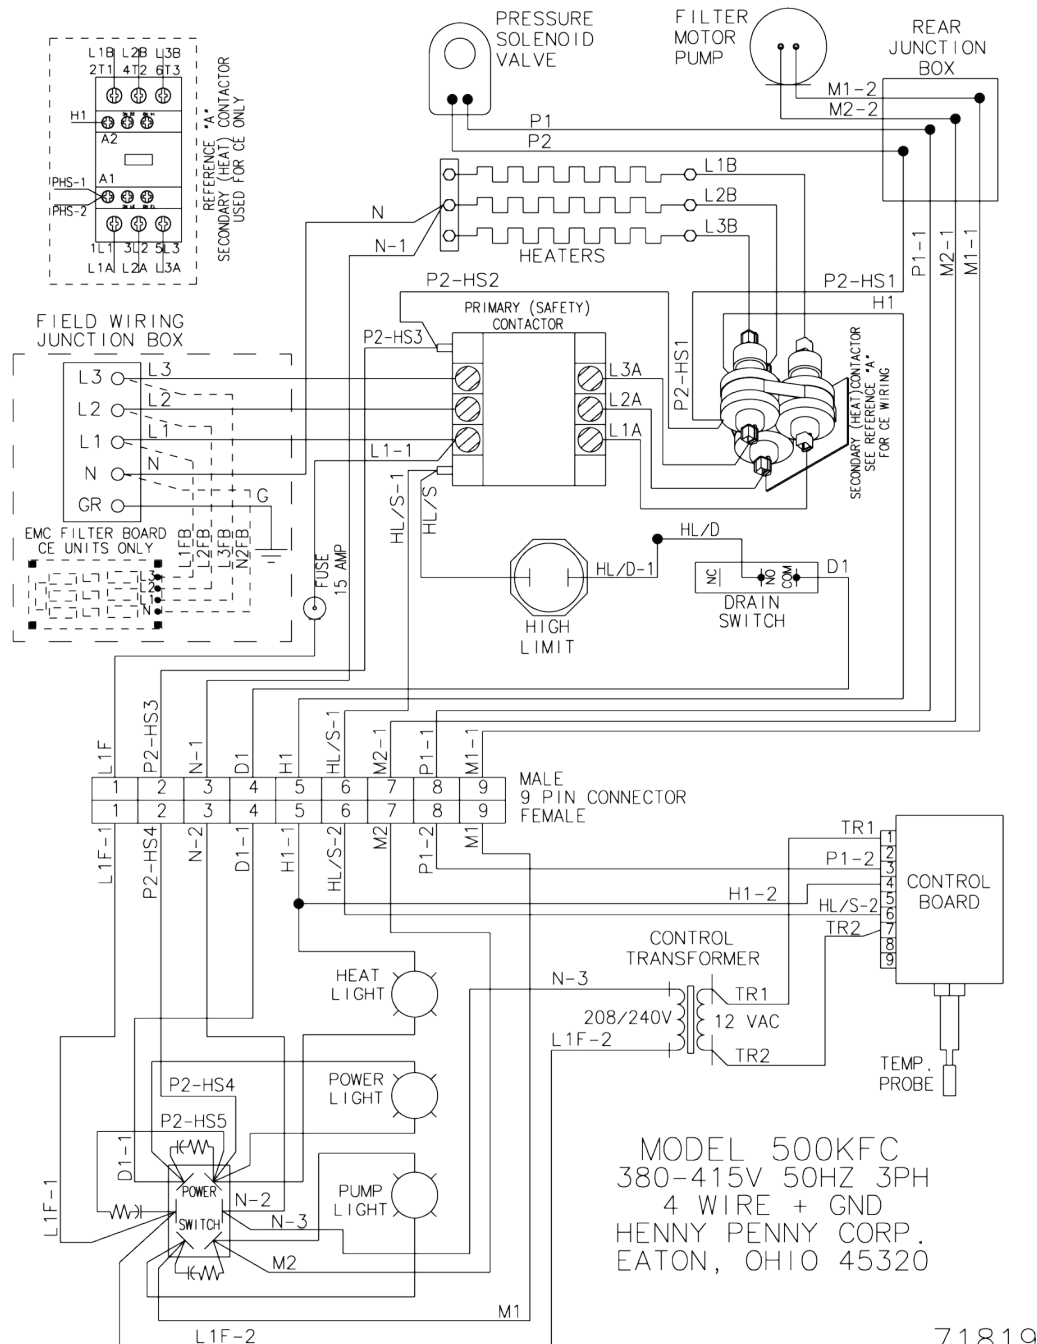 PRESSURE
SOLENOID
VALVE
FILTER
MOTOR
PUMP
REAR
JUNCTION
BOX
M1-2
M2-2
P1
P2
L1B L2B L3B
2T1 4T2 6T3
H1
A2
A1
PHS-1
PHS-2
1L1 3L2 5L3
L1A L2A L3A
REFERENCE "A"
SECONDARY (HEAT) CONTACTOR
USED FOR CE ONLY
L1B
L2B
L3B
N
N-1
HEATERS
P1-1
M2-1
M1-1
P2-HS2
P2-HS1
H1
PRIMARY (SAFETY)
CONTACTOR
P2-HS3
P2-HS1
L3A
L2A
L1A
SECONDARY (HEAT)CONTACTOR
SEE REFERENCE "A"
FOR CE WIRING
FIELD WIRING
JUNCTION BOX
L3
L3
L2
L2
L1
L1
L1-1
N
N
GR
G
EMC FILTER BOARD
CE UNITS ONLY
L1FB
L2FB
L3FB
N2FB
L3
L2
L1
N
FUSE
15 AMP
HL/S-1
HL/S
HL/D
HL/D-1
HIGH
LIMIT
NC
NO
COM
D1
DRAIN
SWITCH
L1F
P2-HS3
N-1
D1
H1
HL/S-1
M2-1
P1-1
M1-1
1 2 3 4 5 6 7 8 9
1 2 3 4 5 6 7 8 9
MALE
9 PIN CONNECTOR
FEMALE
L1F-1
P2-HS4
N-2
D1-1
H1-1
HL/S-2
M2
P1-2
M1
TR1
P1-2
H1-2
HL/S-2
TR2
1
2
3
4
5
6
7
8
9
CONTROL
BOARD
CONTROL
TRANSFORMER
N-3
TR1
208/240V
12 VAC
L1F-2
TR2
TEMP.
PROBE
HEAT
LIGHT
POWER
LIGHT
PUMP
LIGHT
P2-HS4
P2-HS5
D1-1
L1F-1
POWER
SWITCH
N-2
N-3
M2
M1
L1F-2
MODEL 500KFC
380-415V 50HZ 3PH
4 WIRE + GND
HENNY PENNY CORP.
EATON, OHIO 45320
71819